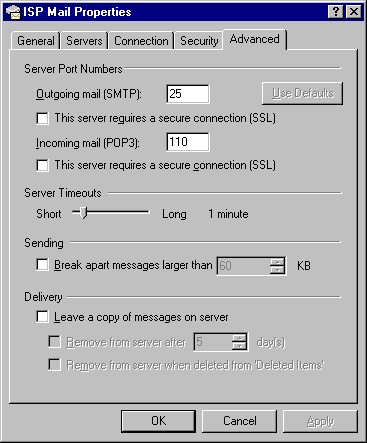 ISP Mail Properties
General Servers Connection Security Advanced
Server Port Numbers
Outgoing mail (SMTP): 25 Use Defaults
This server requires a secure connection (SSL)
Incoming mail (POP3): 110
This server requires a secure connection (SSL)
Server Timeouts
Short Long 1 minute
Sending
Break apart messages larger than 60 KB
Delivery
Leave a copy of messages on server
Remove from server after 5 day(s)
Remove from server when deleted from 'Deleted Items'
OK Cancel Apply